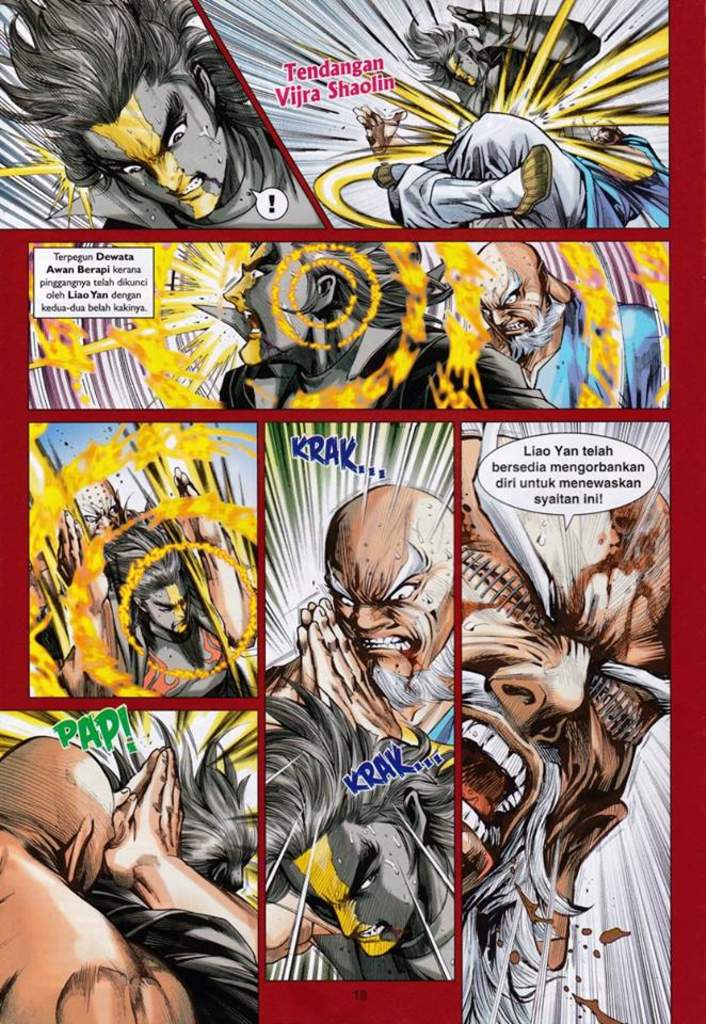 Tendangan
Vijra Shaolin
!
Terpegun Dewata
Awan Berapi kerana
pinggangnya telah dikunci
oleh Liao Yan dengan
kedua-dua belah kakinya.
KRAK...
Liao Yan telah
bersedia mengorbankan
diri untuk menewaskan
syaitan ini!
PAP!
KRAK...
18